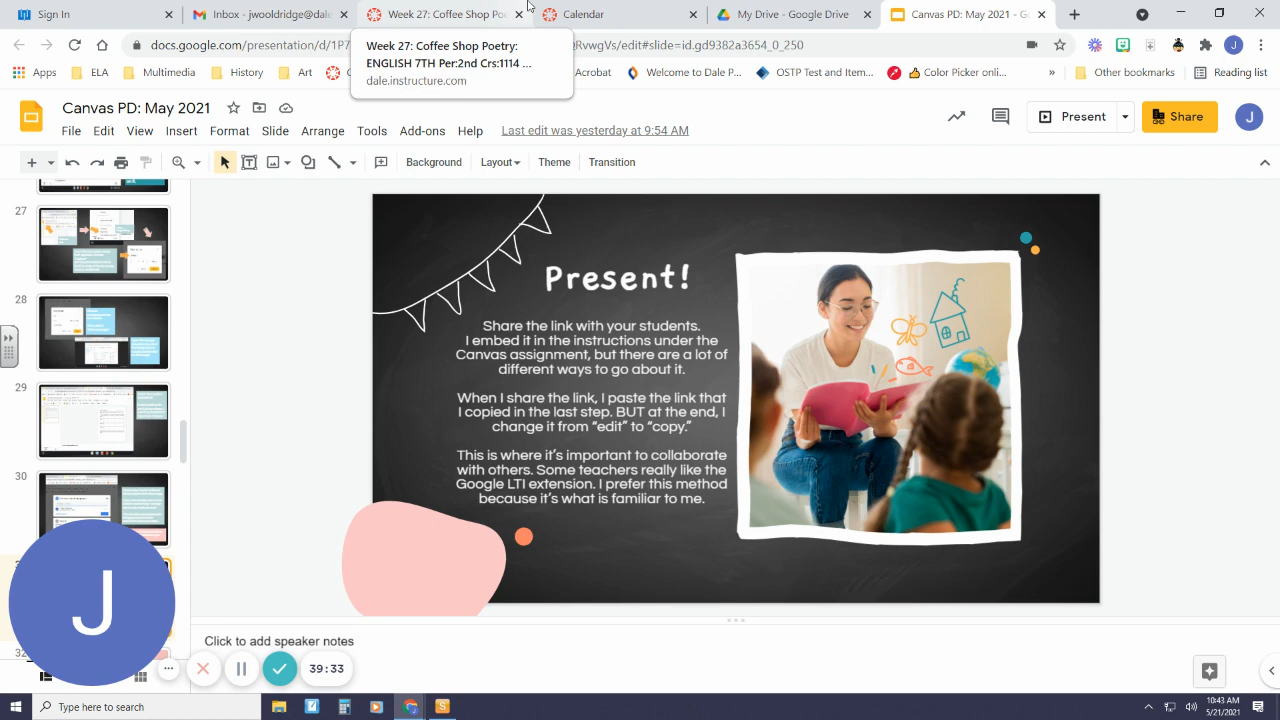 Sign In
Inbox - mwooldridge@dale
Week 27: Coffee Shop Po
Calendar
My Drive - Google Drive
Canvas PD: May 2021 - G
docs.google.com/presentation/d/1P7
RvwgVs/edit#slide=id.gd9382a3654_0_250
J
Week 27: Coffee Shop Poetry:
ENGLISH 7TH Per:2nd Crs:1114 ...
dale.instructure.com
Apps
ELA
Multimedia
History
Art
Acrobat
Welcome to Dale P...
OSTP Test and Item...
Color Picker onli...
»
Other bookmarks
Reading list
Canvas PD: May 2021
File Edit View Insert Format Slide Arrange Tools Add-ons Help
Last edit was yesterday at 9:54 AM
Present
Share
J
Background
Layout
Theme
Transition
27
28
29
30
32
Present!
Share the link with your students.
I embed it in the instructions under the
Canvas assignment, but there are a lot of
different ways to go about it.
When I share the link, I paste the link that
I copied in the last step. BUT at the end, I
change it from “edit” to “copy.”
This is where it’s important to collaborate
with others. Some teachers really like the
Google LTI extension. I prefer this method
because it’s what is familiar to me.
Click to add speaker notes
J
39:33
Type here to search
S
10:43 AM
5/21/2021